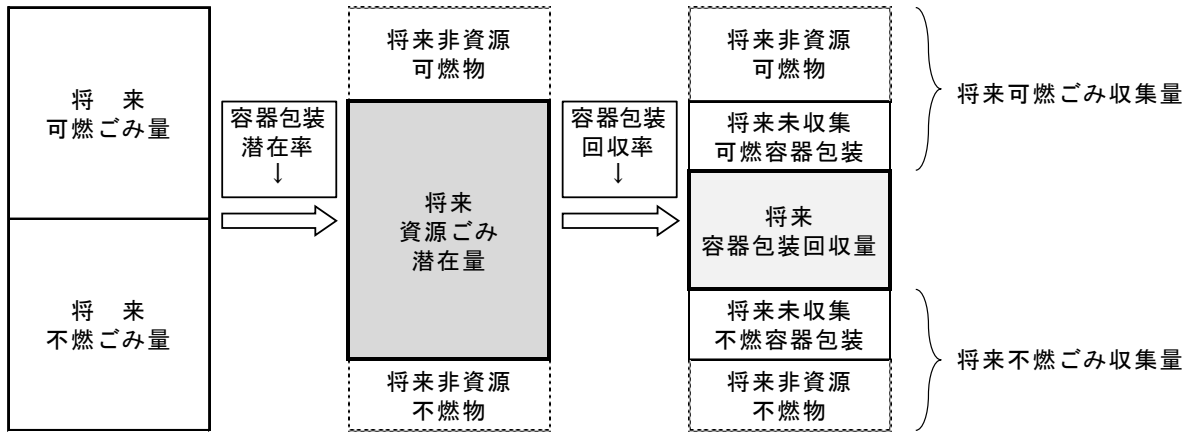 将　来
可燃ごみ量
将　来
不燃ごみ量
容器包装
潜在率
↓
将来非資源
可燃物
将来
資源ごみ
潜在量
将来非資源
不燃物
容器包装
回収率
↓
将来非資源
可燃物
将来未収集
可燃容器包装
将来
容器包装回収量
将来未収集
不燃容器包装
将来非資源
不燃物
将来可燃ごみ収集量
将来不燃ごみ収集量